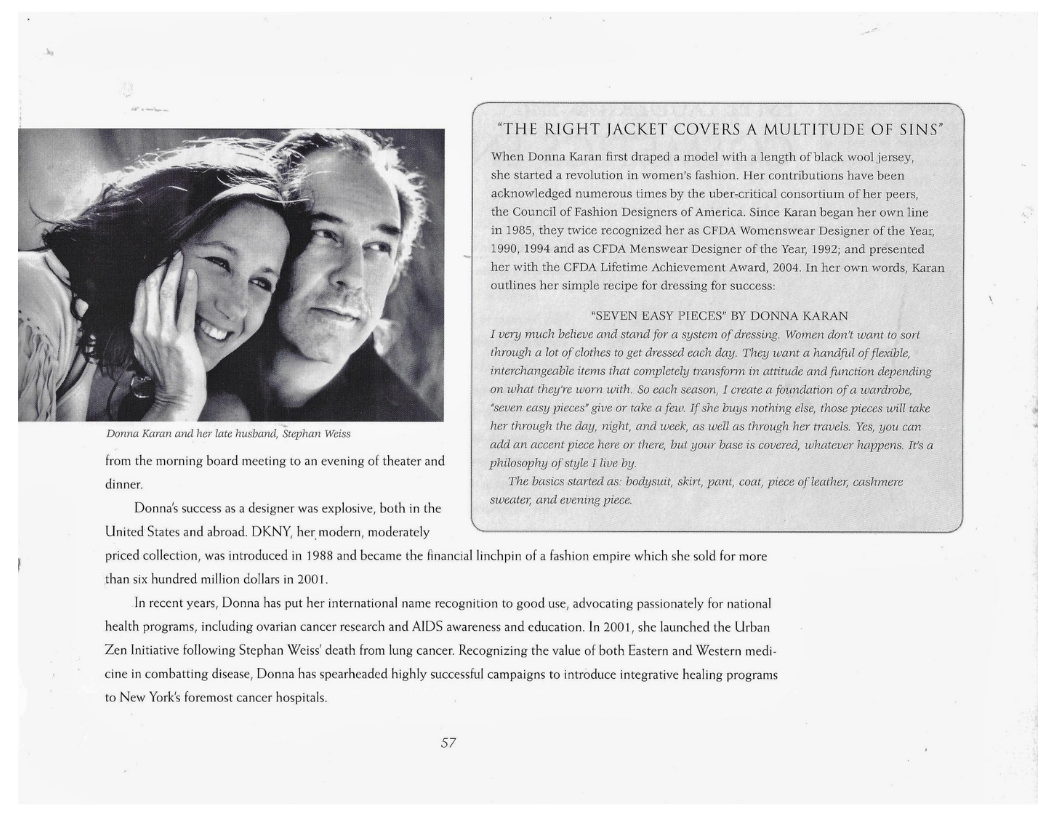 "THE RIGHT JACKET COVERS A MULTITUDE OF SINS"
When Donna Karan first draped a model with a length of black wool jersey,
she started a revolution in women's fashion. Her contributions have been
acknowledged numerous times by the uber-critical consortium of her peers,
the Council of Fashion Designers of America. Since Karan began her own line
in 1985, they twice recognized her as CFDA Womenswear Designer of the Year,
1990, 1994 and as CFDA Menswear Designer of the Year, 1992; and presented
her with the CFDA Lifetime Achievement Award, 2004. In her own words, Karan
outlines her simple recipe for dressing for success:
"SEVEN EASY PIECES" BY DONNA KARAN
I very much believe and stand for a system of dressing. Women don't want to sort
through a lot of clothes to get dressed each day. They want a handful of flexible,
interchangeable items that completely transform in attitude and function depending
on what they're worn with. So each season, I create a foundation of a wardrobe,
"seven easy pieces" give or take a few. If she buys nothing else, those pieces will take
her through the day, night, and week, as well as through her travels. Yes, you can
add an accent piece here or there, but your base is covered, whatever happens. It's a
philosophy of style I live by.
The basics started as: bodysuit, skirt, pant, coat, piece of leather, cashmere
sweater, and evening piece.
Donna Karan and her late husband, Stephan Weiss
from the morning board meeting to an evening of theater and
dinner.
Donna's success as a designer was explosive, both in the
United States and abroad. DKNY, her modern, moderately
priced collection, was introduced in 1988 and became the financial linchpin of a fashion empire which she sold for more
than six hundred million dollars in 2001.
In recent years, Donna has put her international name recognition to good use, advocating passionately for national
health programs, including ovarian cancer research and AIDS awareness and education. In 2001, she launched the Urban
Zen Initiative following Stephan Weiss' death from lung cancer. Recognizing the value of both Eastern and Western medi-
cine in combatting disease, Donna has spearheaded highly successful campaigns to introduce integrative healing programs
to New York's foremost cancer hospitals.
57